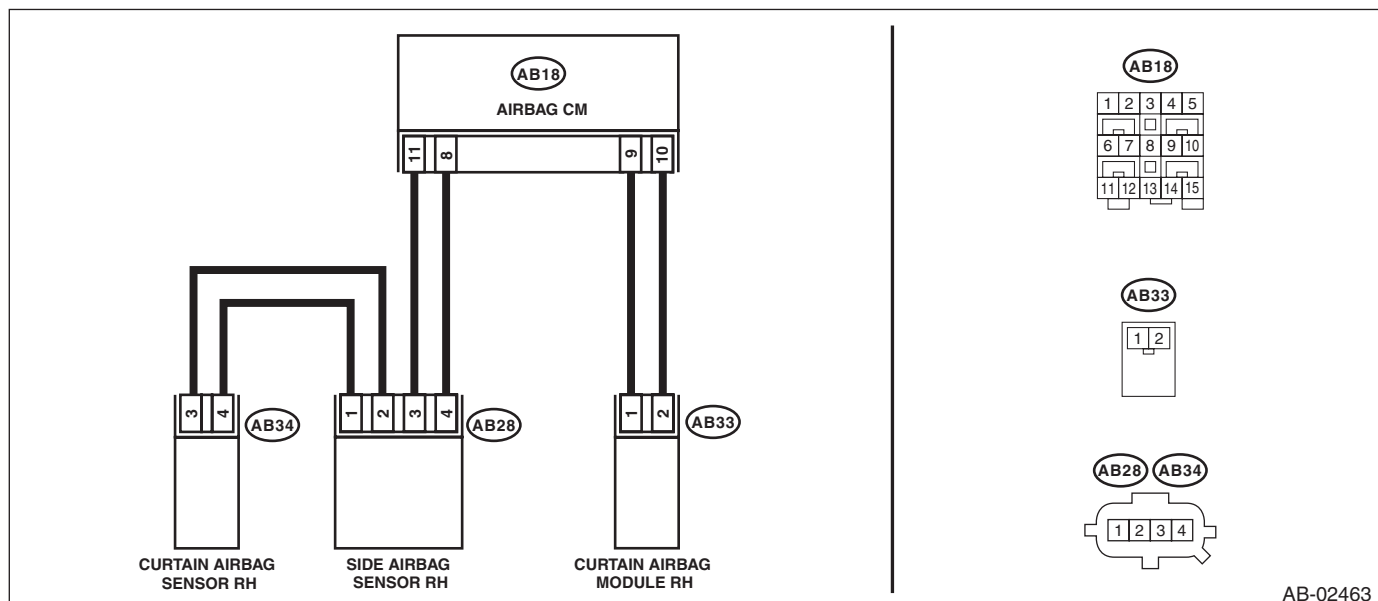 AB18
AIRBAG CM
11 8 9 10
3 4
AB34
1 2 3 4
AB28
1 2
AB33
CURTAIN AIRBAG
SENSOR RH
SIDE AIRBAG
SENSOR RH
CURTAIN AIRBAG
MODULE RH
AB18
1 2 3 4 5
6 7 8 9 10
11 12 13 14 15
AB33
1 2
AB28 AB34
1 2 3 4
AB-02463